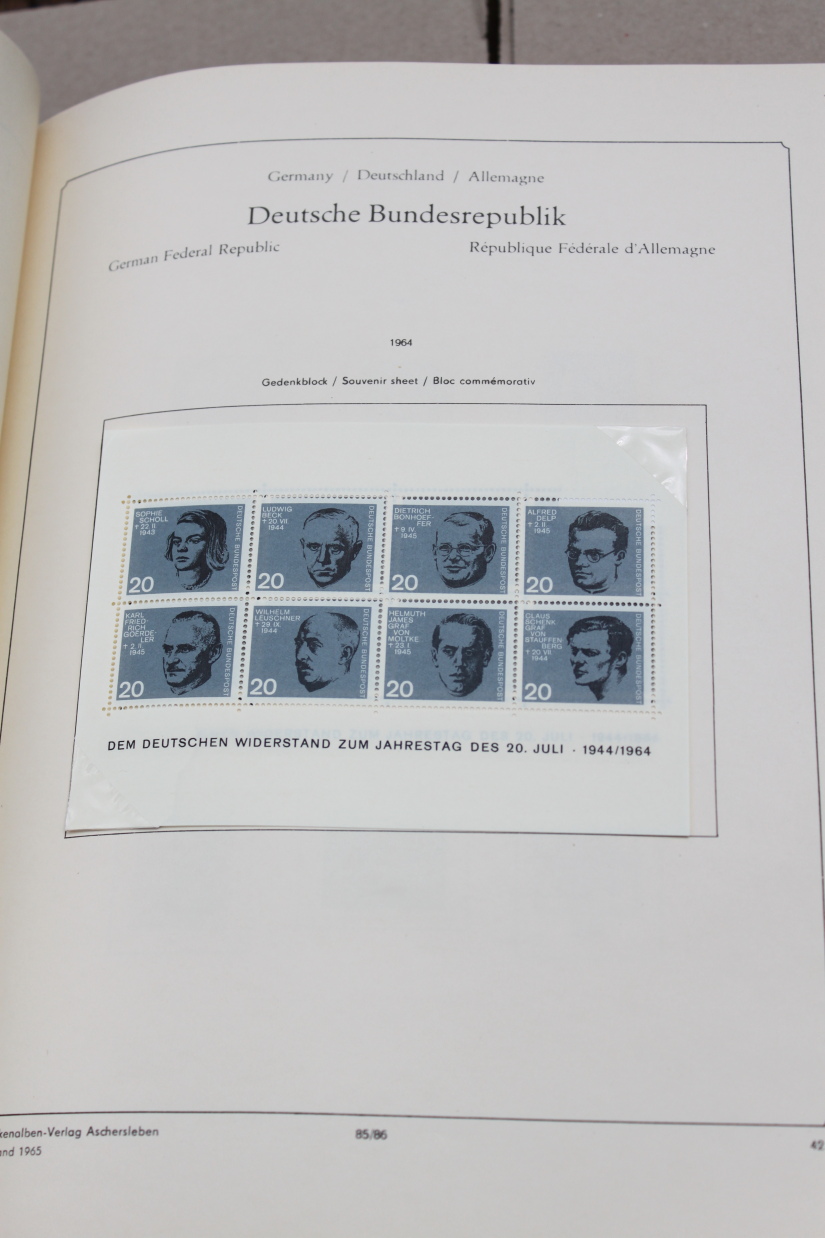 Germany / Deutschland / Allemagne
Deutsche Bundesrepublik
German Federal Republic
République Fédérale d'Allemagne
1964
Gedenkblock / Souvenir sheet / Bloc commémorativ
SOPHIE
SCHOLL
† 22 II
1943
DEUTSCHE BUNDESPOST
20
LUDWIG
BECK
† 20 VII
1944
DEUTSCHE BUNDESPOST
20
DIETRICH
BONHOEF-
FER
† 9 IV.
1945
DEUTSCHE BUNDESPOST
20
ALFRED
DELP
† 2. II.
1945
DEUTSCHE BUNDESPOST
20
KARL
FRIED-
RICH
GOERDE-
LER
† 2. II.
1945
DEUTSCHE BUNDESPOST
20
WILHELM
LEUSCHNER
† 29 IX.
1944
DEUTSCHE BUNDESPOST
20
HELMUTH
JAMES
GRAF
VON
MOLTKE
† 23 I.
1945
DEUTSCHE BUNDESPOST
20
CLAUS
SCHENK
GRAF
VON
STAUFFEN
BERG
† 20 VII.
1944
DEUTSCHE BUNDESPOST
20
DEM DEUTSCHEN WIDERSTAND ZUM JAHRESTAG DES 20. JULI · 1944/1964
kenalben-Verlag Aschersleben
and 1965
85/86
42